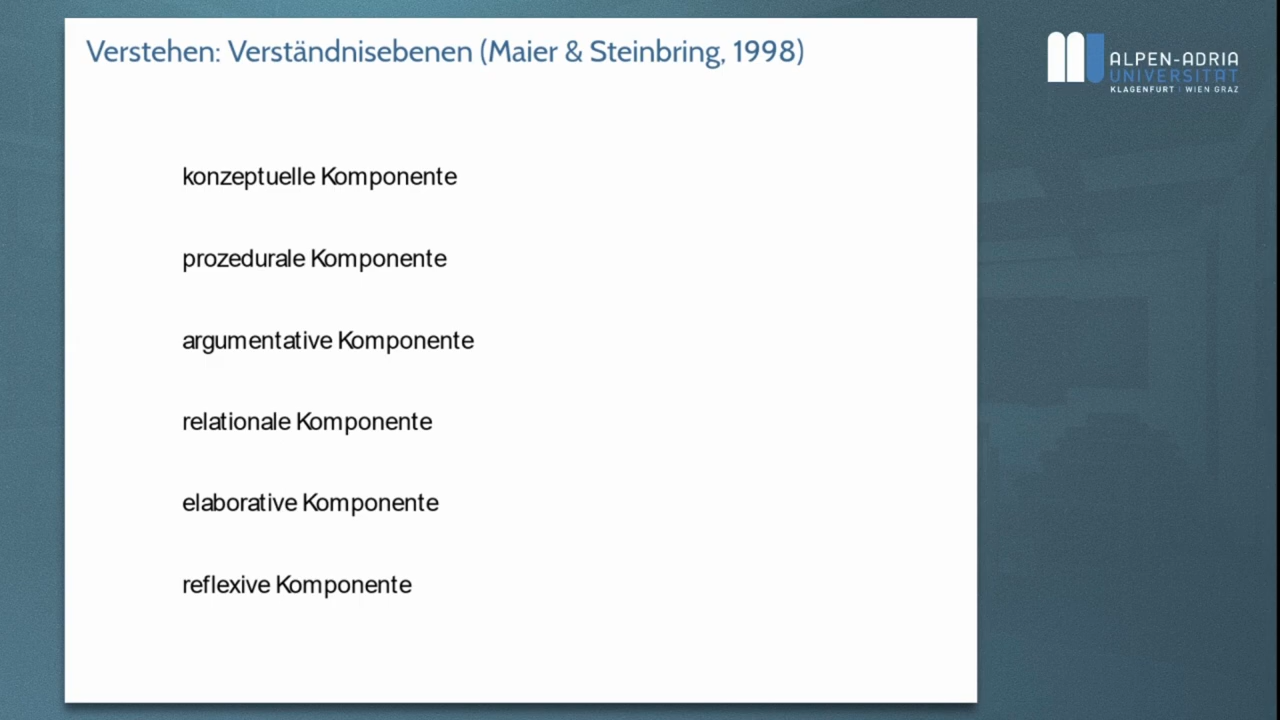 Verstehen: Verständnisebenen (Maier & Steinbring, 1998)
ALPEN-ADRIA
UNIVERSITÄT
KLAGENFURT | WIEN GRAZ
konzeptuelle Komponente
prozedurale Komponente
argumentative Komponente
relationale Komponente
elaborative Komponente
reflexive Komponente